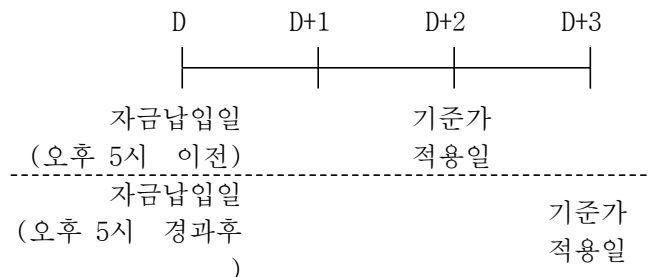 D D+1 D+2 D+3
자금납입일 기준가
(오후 5시 이전) 적용일
자금납입일
(오후 5시 경과후
)
기준가
적용일